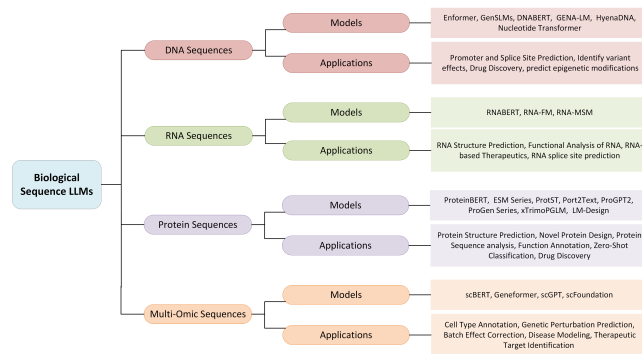 Biological
Sequence LLMs
DNA Sequences
Models
Enformer, GenSLMs, DNABERT, GENA-LM, HyenaDNA,
Nucleotide Transformer
Applications
Promoter and Splice Site Prediction, Identify variant
effects, Drug Discovery, predict epigenetic modifications
RNA Sequences
Models
RNABERT, RNA-FM, RNA-MSM
Applications
RNA Structure Prediction, Functional Analysis of RNA, RNA-
based Therapeutics, RNA splice site prediction
Protein Sequences
Models
ProteinBERT, ESM Series, ProtST, Port2Text, ProGPT2,
ProGen Series, xTrimoPGLM, LM-Design
Applications
Protein Structure Prediction, Novel Protein Design, Protein
Sequence analysis, Function Annotation, Zero-Shot
Classification, Drug Discovery
Multi-Omic Sequences
Models
scBERT, Geneformer, scGPT, scFoundation
Applications
Cell Type Annotation, Genetic Perturbation Prediction,
Batch Effect Correction, Disease Modeling, Therapeutic
Target Identification